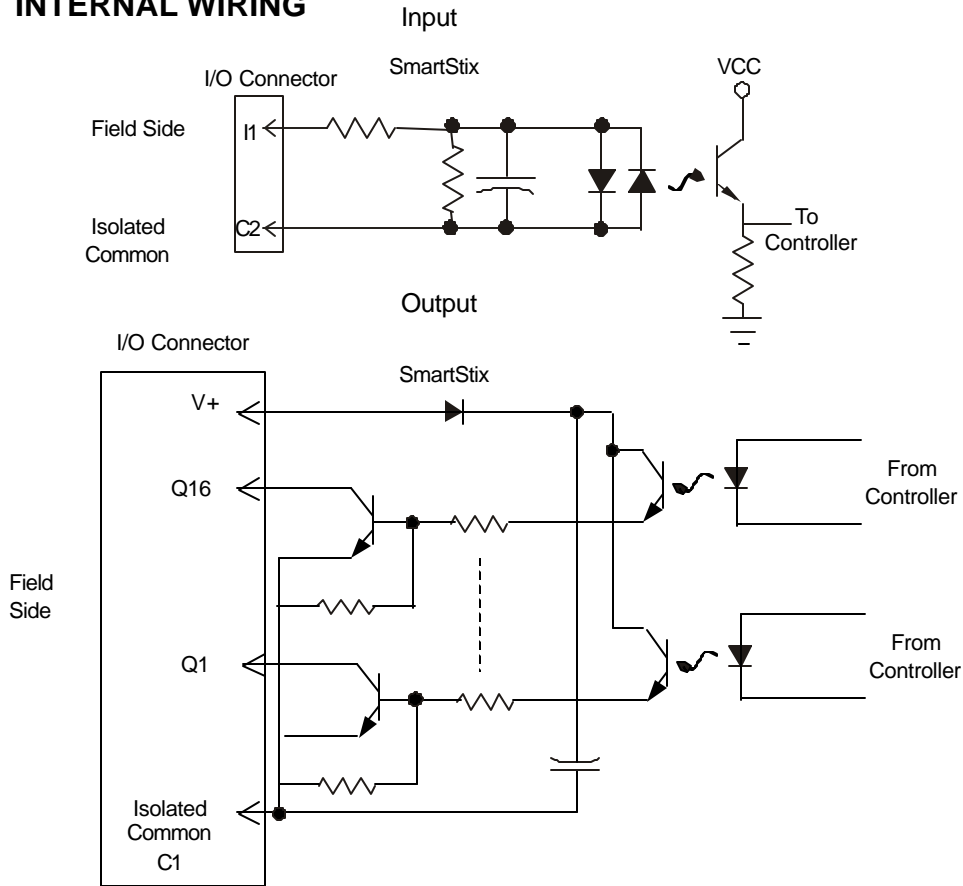 INTERNAL WIRING
Input
SmartStix
I/O Connector
VCC
Field Side
I1
Isolated
Common
C2
To
Controller
Output
I/O Connector
SmartStix
V+
Q16
From
Controller
Field
Side
Q1
From
Controller
Isolated
Common
C1